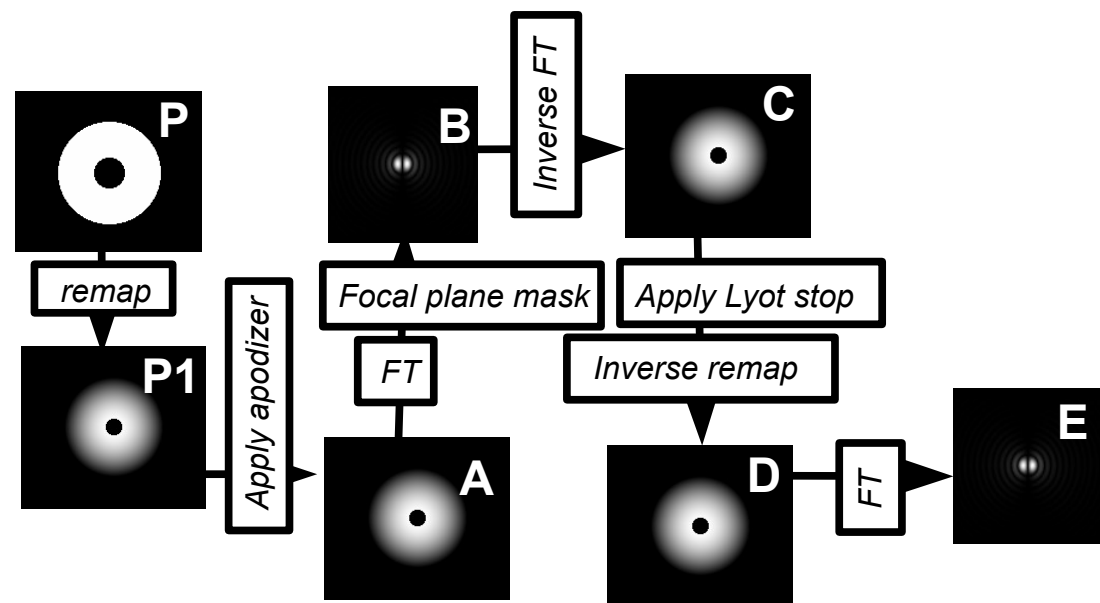 P
remap
P1
Apply apodizer
A
FT
Focal plane mask
B
Inverse FT
C
Apply Lyot stop
Inverse remap
D
FT
E